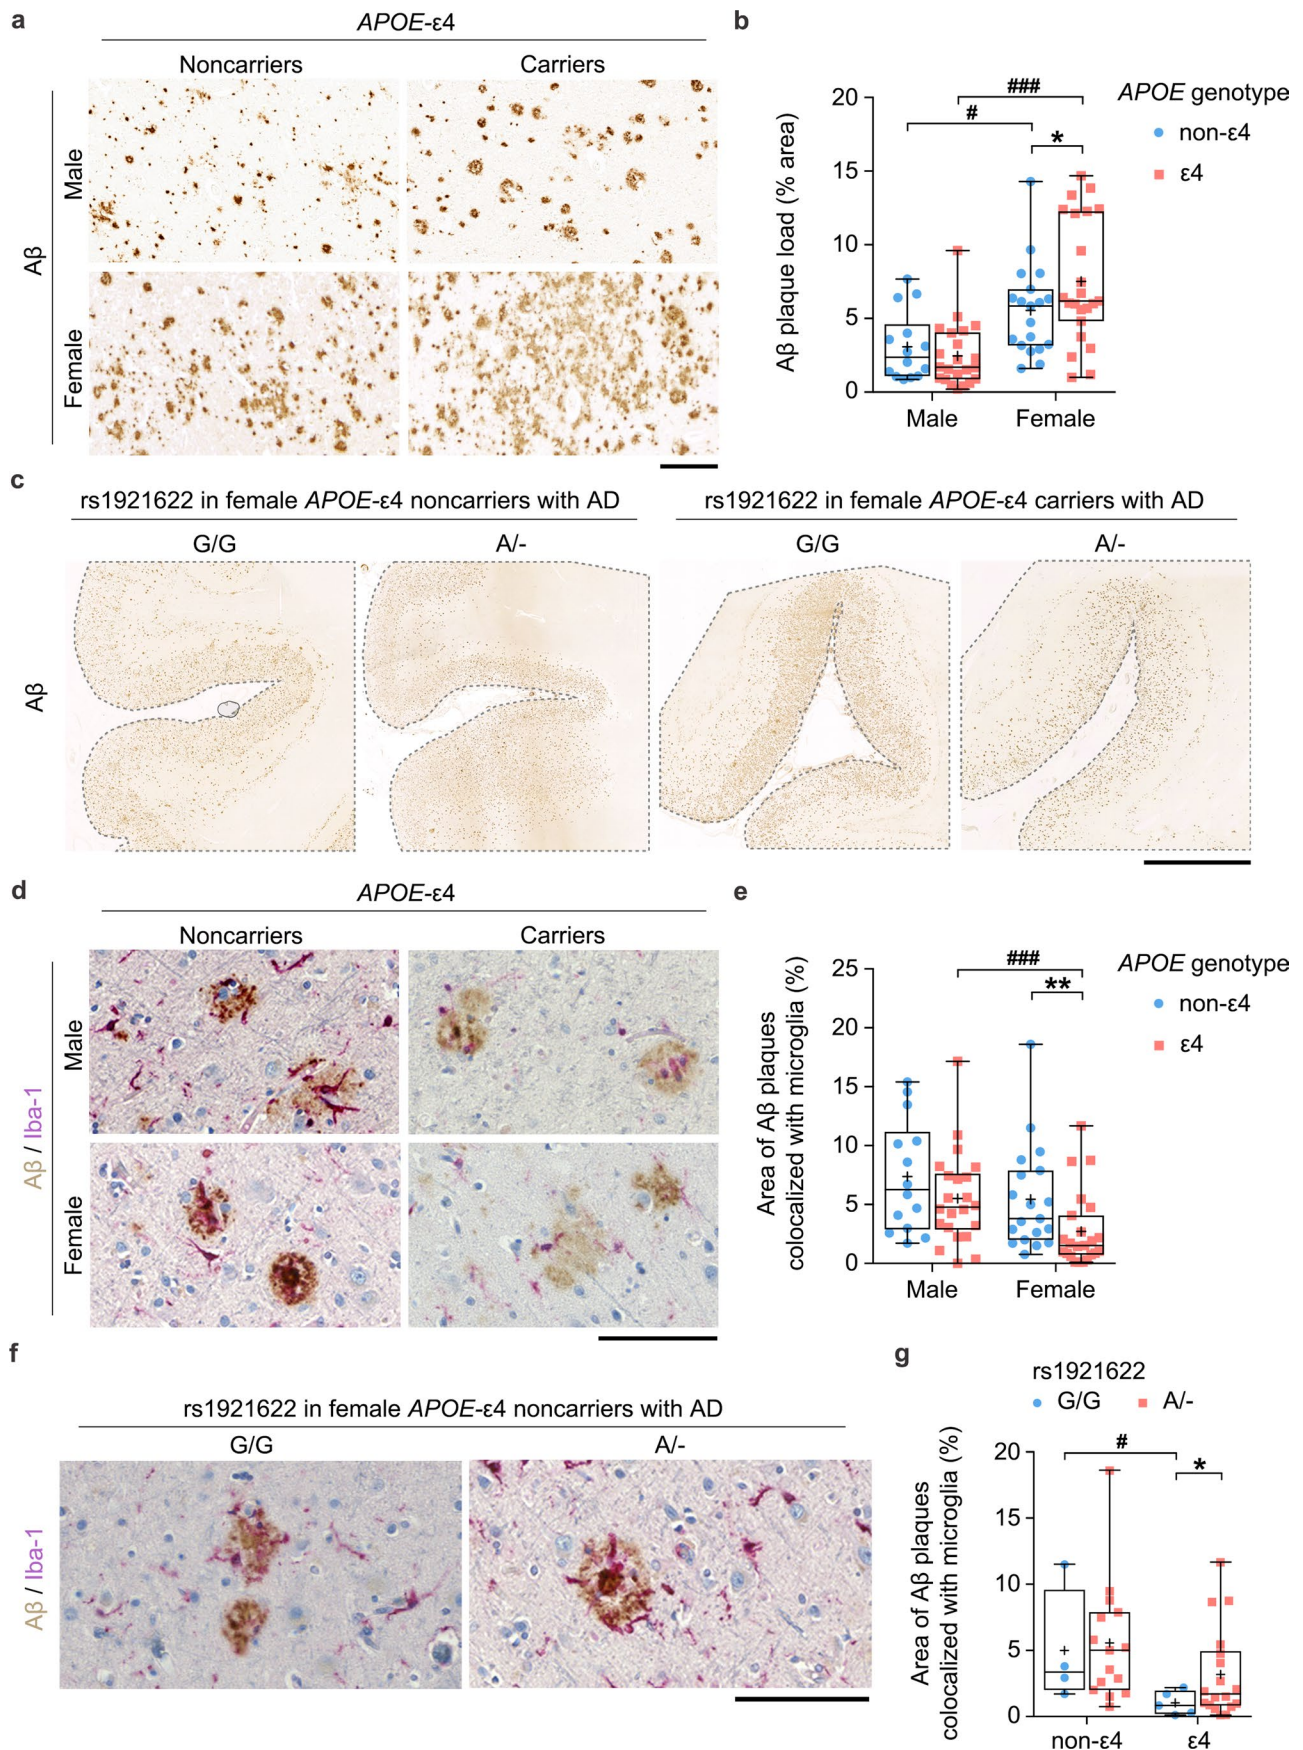 a
APOE-ε4
Noncarriers
Carriers
Aβ
Male
Female
b
Aβ plaque load (% area)
20
15
10
5
0
###
#
*
Male
Female
APOE genotype
non-ε4
ε4
c
rs1921622 in female APOE-ε4 noncarriers with AD
rs1921622 in female APOE-ε4 carriers with AD
G/G
A/-
G/G
A/-
Aβ
d
APOE-ε4
Noncarriers
Carriers
Aβ / Iba-1
Male
Female
e
Area of Aβ plaques
colocalized with microglia (%)
25
20
15
10
5
0
###
**
Male
Female
APOE genotype
non-ε4
ε4
f
rs1921622 in female APOE-ε4 noncarriers with AD
G/G
A/-
Aβ / Iba-1
g
rs1921622
G/G
A/-
Area of Aβ plaques
colocalized with microglia (%)
20
15
10
5
0
#
*
non-ε4
ε4